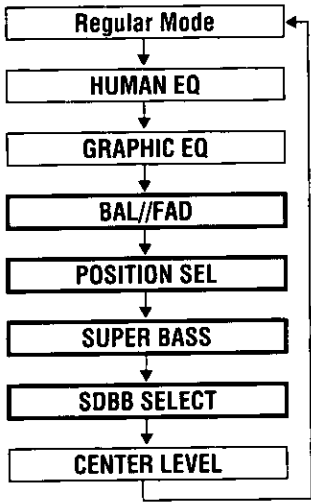 Regular Mode
HUMAN EQ
GRAPHIC EQ
BAL//FAD
POSITION SEL
SUPER BASS
SDBB SELECT
CENTER LEVEL